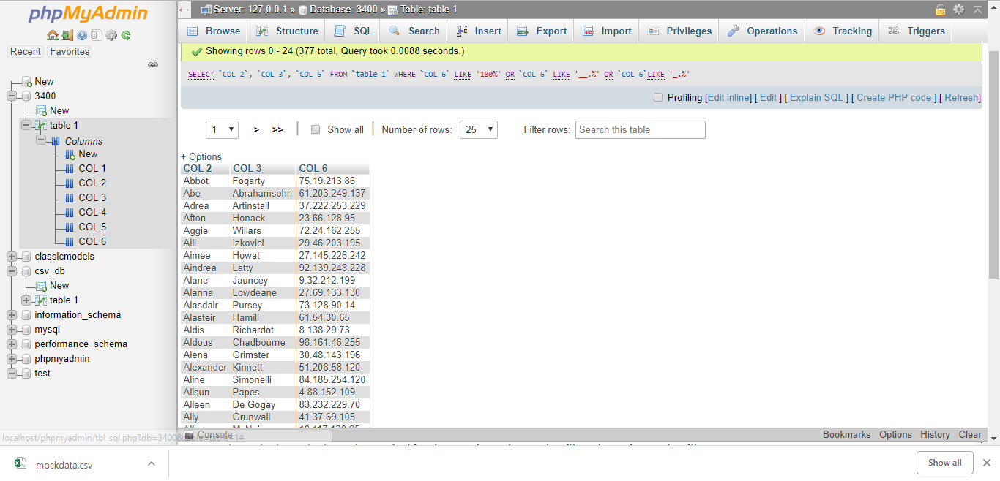 phpMyAdmin
Recent Favorites
New
3400
New
table 1
Columns
New
COL 1
COL 2
COL 3
COL 4
COL 5
COL 6
classicmodels
csv_db
New
table 1
information_schema
mysql
performance_schema
phpmyadmin
test
Server: 127.0.0.1 » Database: 3400 » Table: table 1
Browse Structure SQL Search Insert Export Import Privileges Operations Tracking Triggers
Showing rows 0 - 24 (377 total, Query took 0.0088 seconds.)
SELECT `COL 2`, `COL 3`, `COL 6` FROM `table 1` WHERE `COL 6` LIKE '100%' OR `COL 6` LIKE '__.%' OR `COL 6`LIKE '_.%'
Profiling [Edit inline] [ Edit ] [ Explain SQL ] [ Create PHP code ] [ Refresh]
1 > >> Show all Number of rows: 25 Filter rows: Search this table
+ Options
COL 2 COL 3 COL 6
Abbot Fogarty 75.19.213.86
Abe Abrahamsohn 61.203.249.137
Adrea Artinstall 37.222.253.229
Afton Honack 23.66.128.95
Aggie Willars 72.24.162.255
Aili Izkovici 29.46.203.195
Aimee Howat 27.145.226.242
Aindrea Latty 92.139.248.228
Alane Jauncey 9.32.212.199
Alanna Lowdeane 27.69.133.130
Alasdair Pursey 73.128.90.14
Alasteir Hamill 61.54.30.65
Aldis Richardot 8.138.29.73
Aldous Chadbourne 98.161.46.255
Alena Grimster 30.48.143.196
Alexander Kinnett 51.208.58.120
Aline Simonelli 84.185.254.120
Alisun Papes 4.88.152.109
Alleen De Gogay 83.232.229.70
Ally Grunwall 41.37.69.105
Console Bookmarks Options History Clear
localhost/phpmyadmin/tbl_sql.php?db=3400&table=table+1#
mockdata.csv Show all